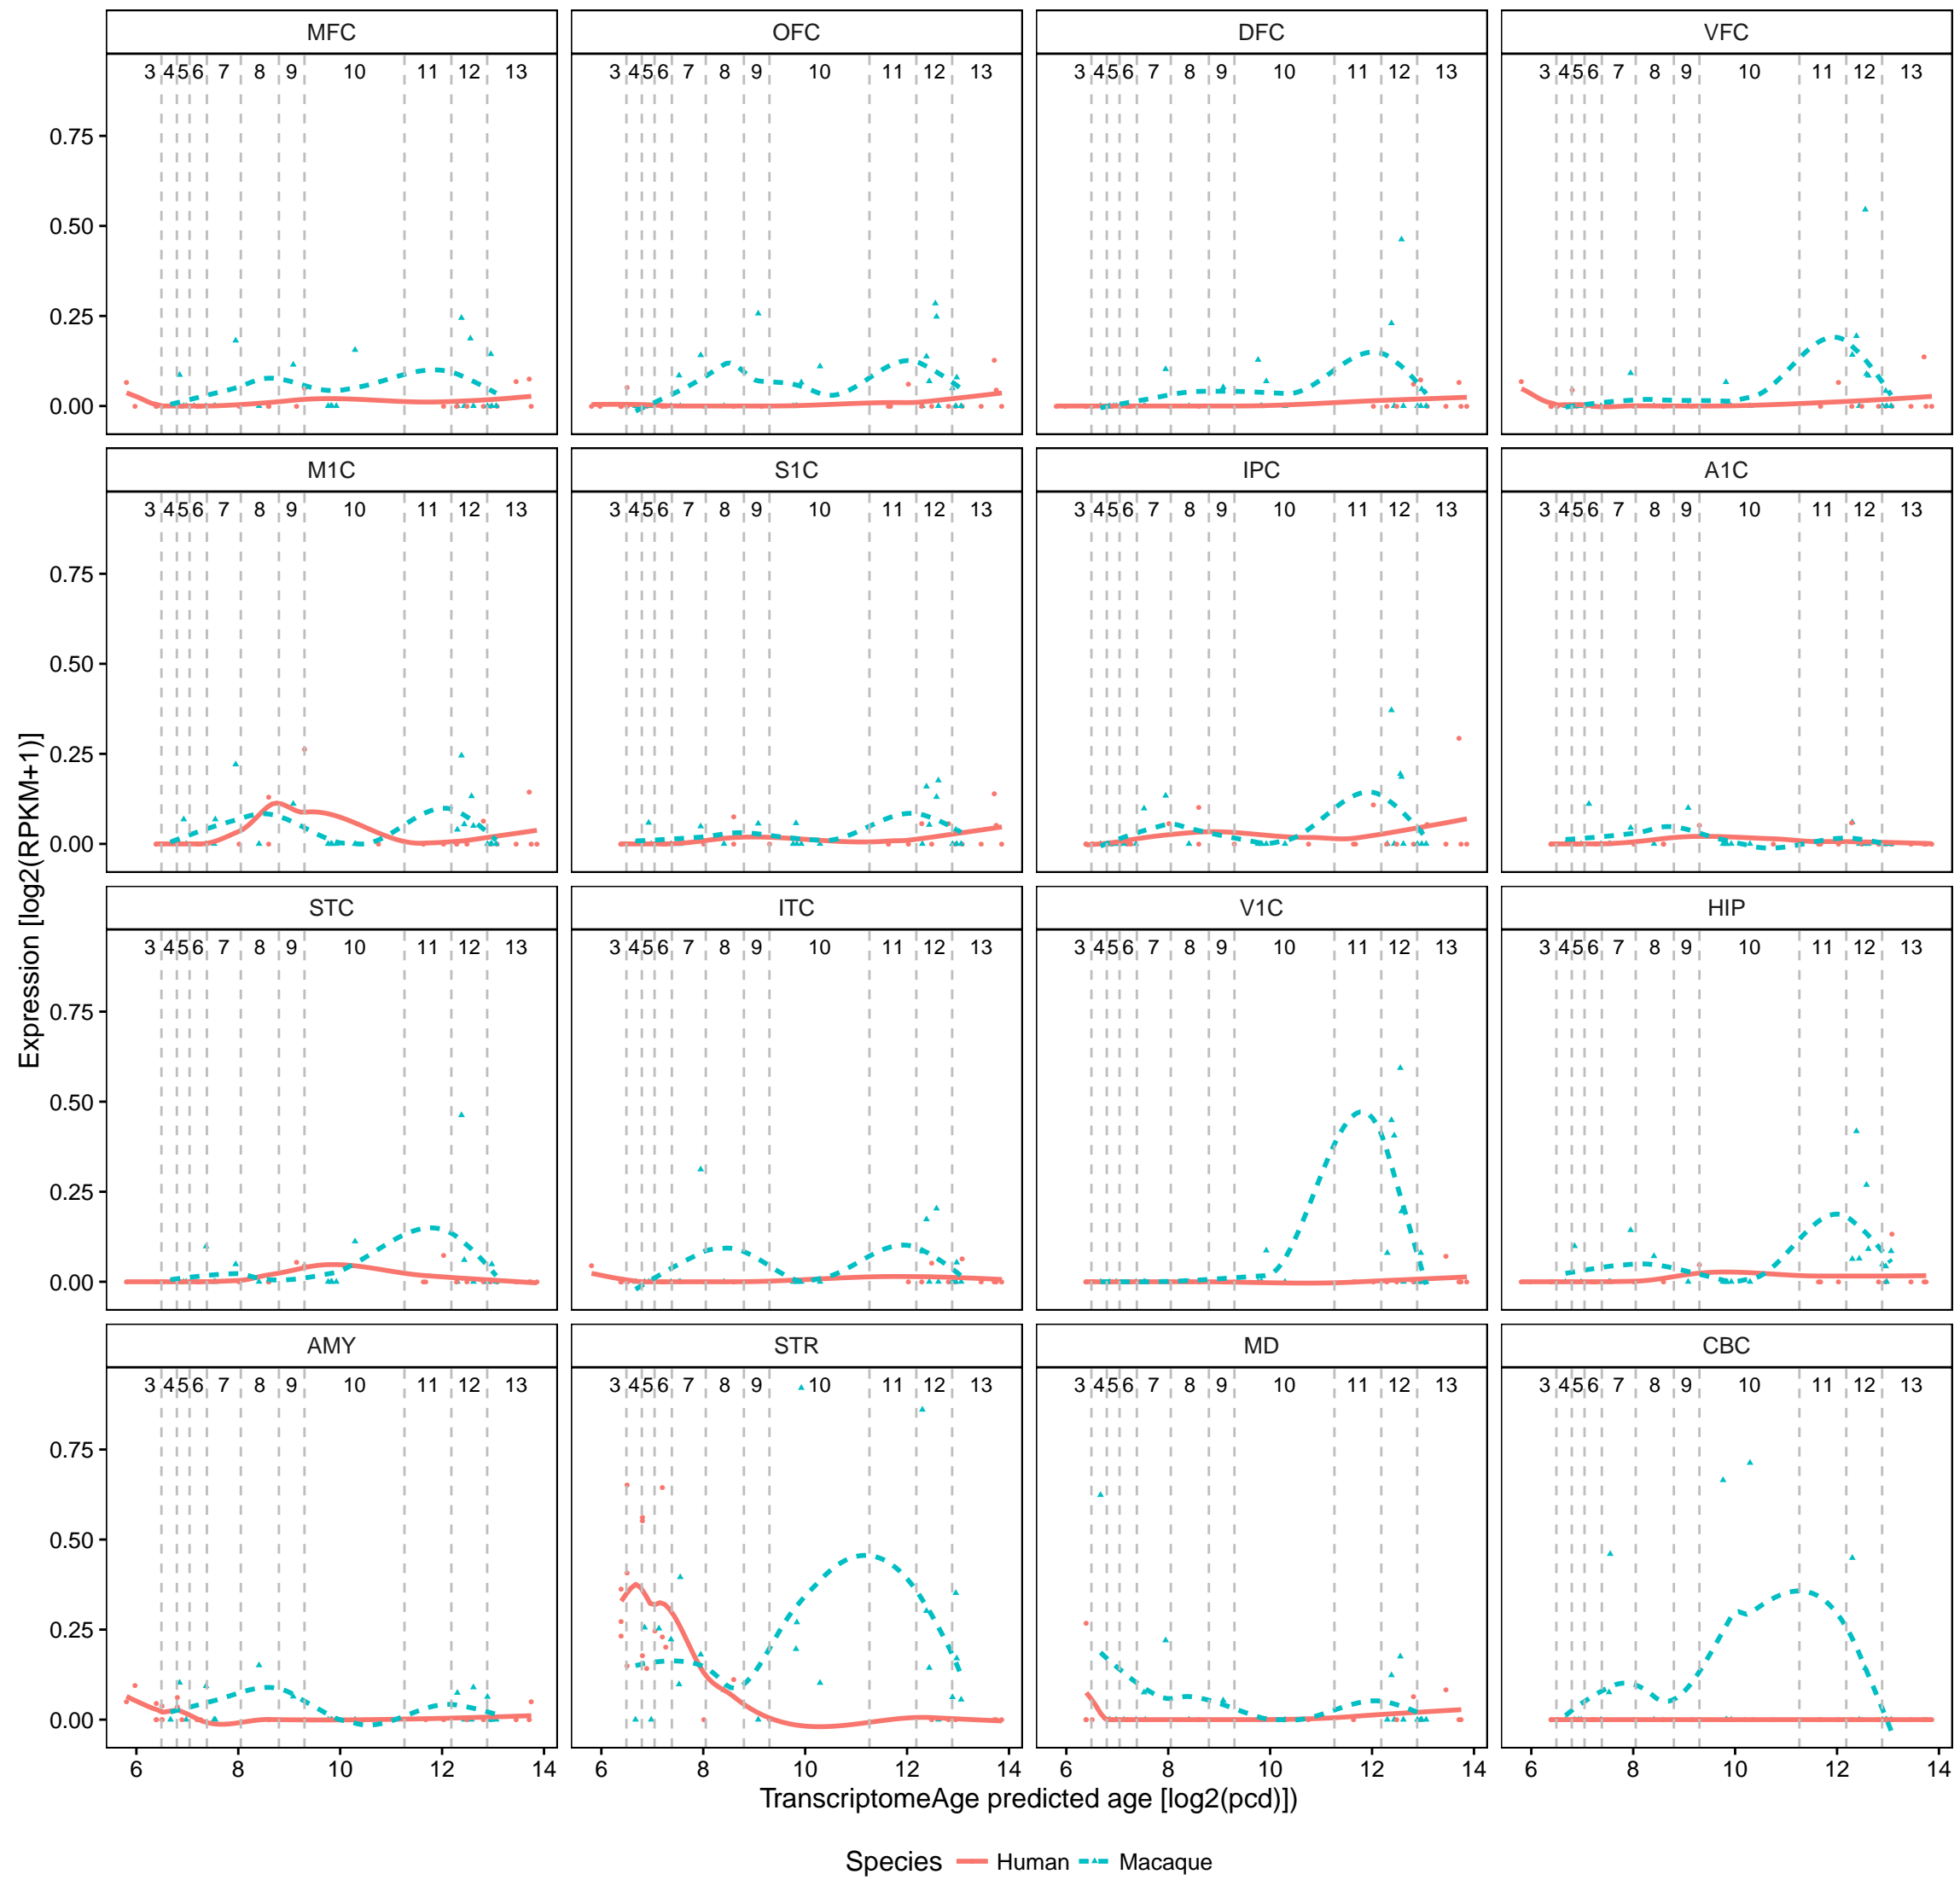 MFC OFC DFC VFC
3 4 5 6 7 8 9 10 11 12 13 3 4 5 6 7 8 9 10 11 12 13 3 4 5 6 7 8 9 10 11 12 13 3 4 5 6 7 8 9 10 11 12 13
0.75
0.50
0.25
0.00
M1C S1C IPC A1C
3 4 5 6 7 8 9 10 11 12 13 3 4 5 6 7 8 9 10 11 12 13 3 4 5 6 7 8 9 10 11 12 13 3 4 5 6 7 8 9 10 11 12 13
0.75
0.50
0.25
0.00
Expression [log2(RPKM+1)]
STC ITC V1C HIP
3 4 5 6 7 8 9 10 11 12 13 3 4 5 6 7 8 9 10 11 12 13 3 4 5 6 7 8 9 10 11 12 13 3 4 5 6 7 8 9 10 11 12 13
0.75
0.50
0.25
0.00
AMY STR MD CBC
3 4 5 6 7 8 9 10 11 12 13 3 4 5 6 7 8 9 10 11 12 13 3 4 5 6 7 8 9 10 11 12 13 3 4 5 6 7 8 9 10 11 12 13
0.75
0.50
0.25
0.00
6 8 10 12 14 6 8 10 12 14 6 8 10 12 14 6 8 10 12 14
TranscriptomeAge predicted age [log2(pcd)])
Species Human Macaque